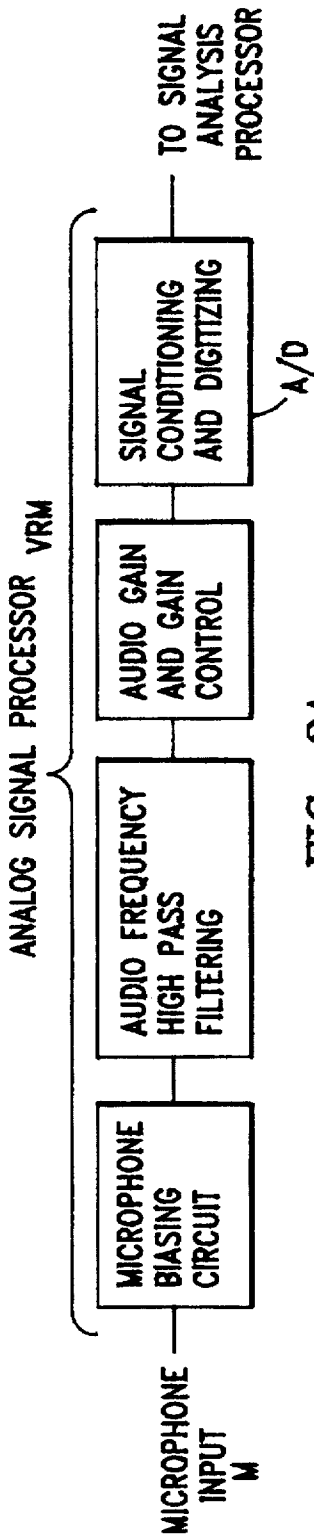 ANALOG SIGNAL PROCESSOR VRM
MICROPHONE
INPUT
M
MICROPHONE
BIASING
CIRCUIT
AUDIO FREQUENCY
HIGH PASS
FILTERING
AUDIO GAIN
AND GAIN
CONTROL
SIGNAL
CONDITIONING
AND DIGITIZING
A/D
TO SIGNAL
ANALYSIS
PROCESSOR